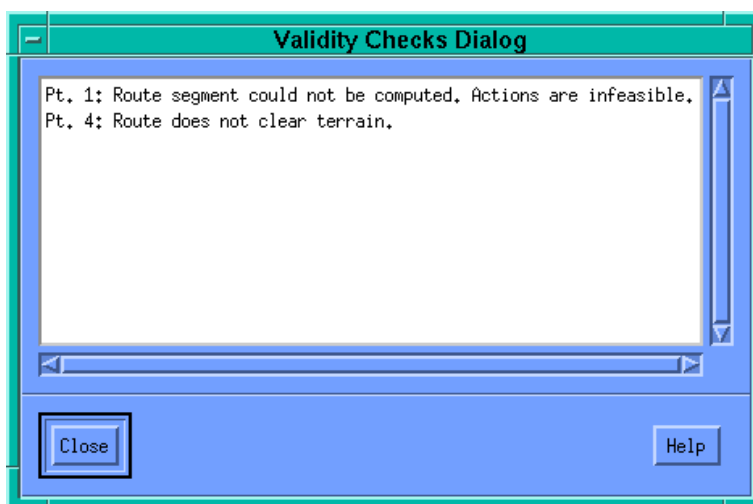 Validity Checks Dialog
Pt. 1: Route segment could not be computed. Actions are infeasible.
Pt. 4: Route does not clear terrain.
Close
Help